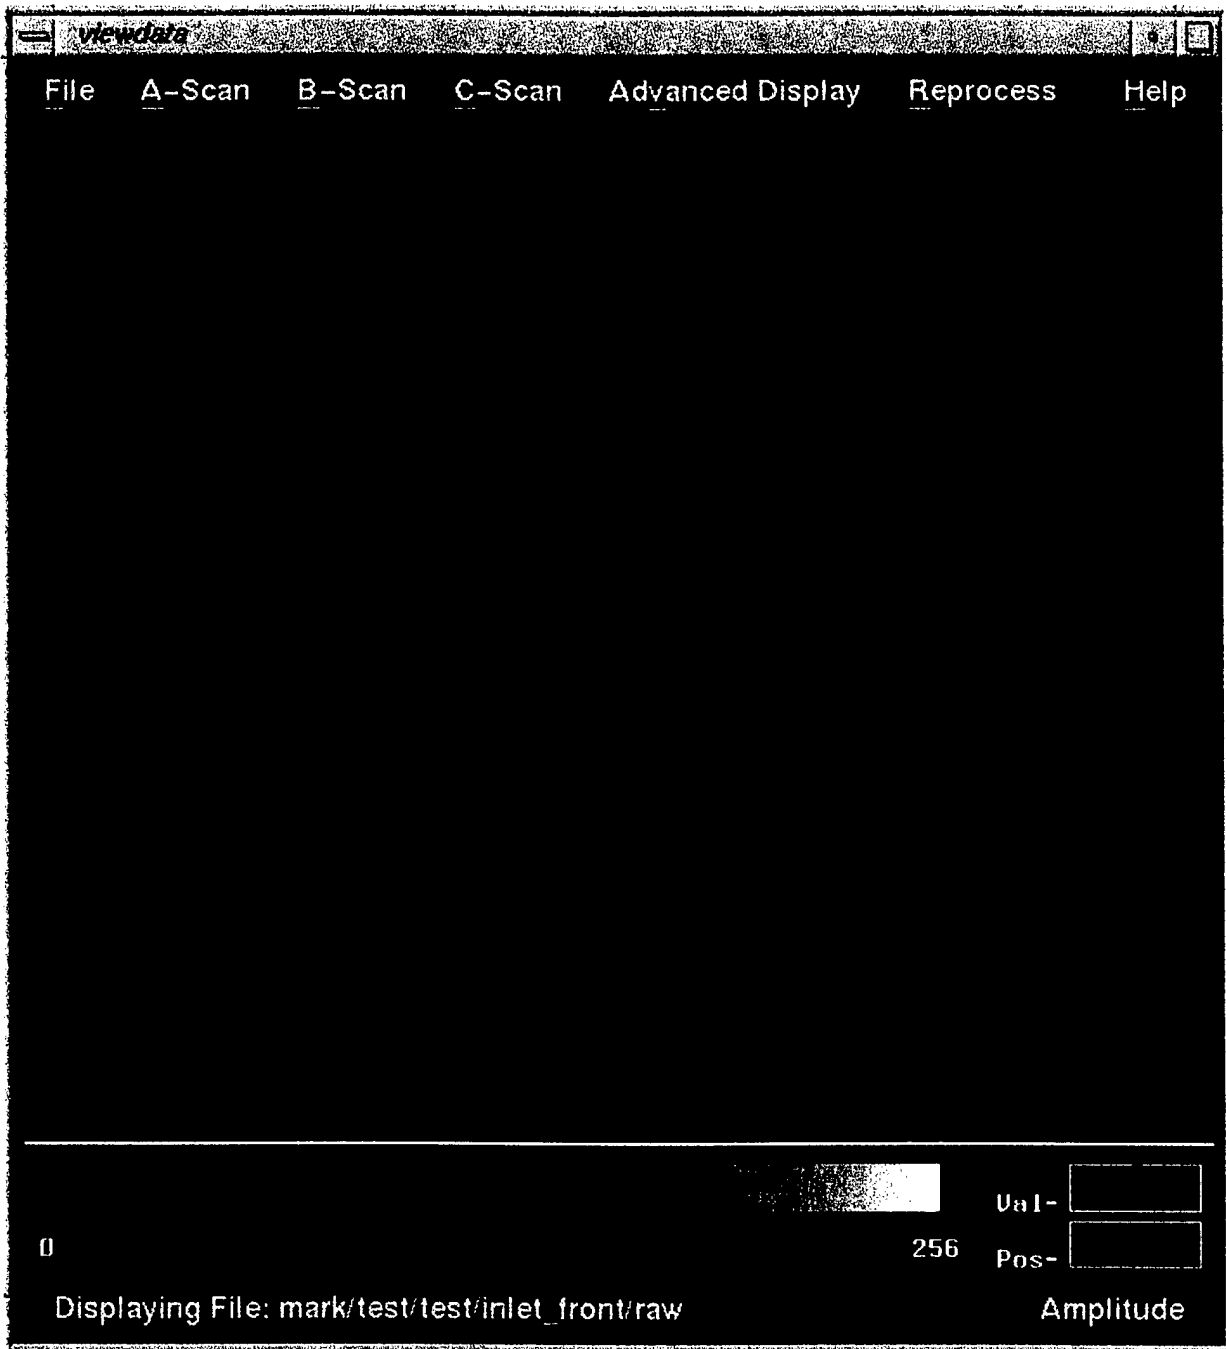 viewdata
File A-Scan B-Scan C-Scan Advanced Display Reprocess Help
Val-
0 256 Pos-
Displaying File: mark/test/test/inlet_front/raw Amplitude